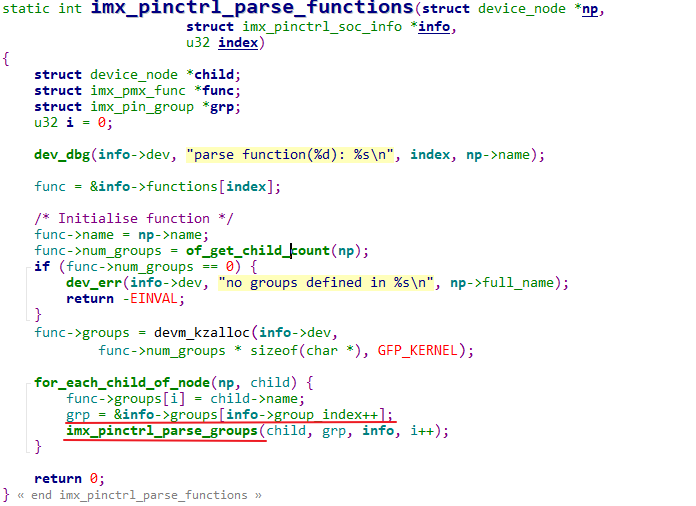 static int imx_pinctrl_parse_functions(struct device_node *np,
struct imx_pinctrl_soc_info *info,
u32 index)
{
struct device_node *child;
struct imx_pmx_func *func;
struct imx_pin_group *grp;
u32 i = 0;
dev_dbg(info->dev, "parse function(%d): %s\n", index, np->name);
func = &info->functions[index];
/* Initialise function */
func->name = np->name;
func->num_groups = of_get_child_count(np);
if (func->num_groups == 0) {
dev_err(info->dev, "no groups defined in %s\n", np->full_name);
return -EINVAL;
}
func->groups = devm_kzalloc(info->dev,
func->num_groups * sizeof(char *), GFP_KERNEL);
for_each_child_of_node(np, child) {
func->groups[i] = child->name;
grp = &info->groups[info->group_index++];
imx_pinctrl_parse_groups(child, grp, info, i++);
}
return 0;
} « end imx_pinctrl_parse_functions »